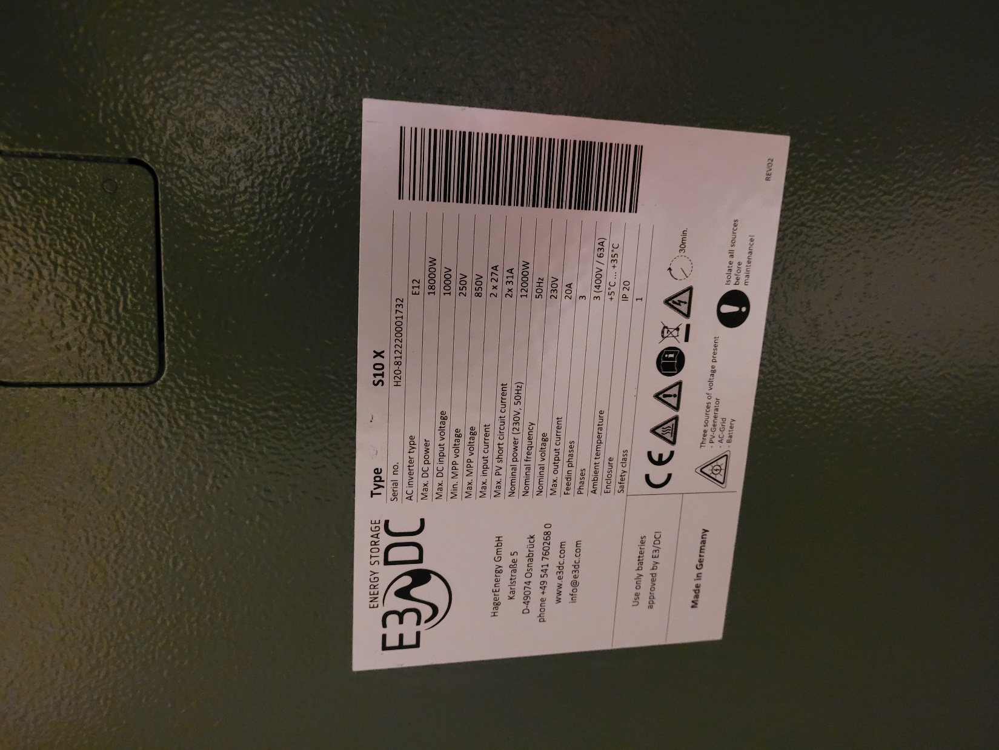 ENERGY STORAGE
E3 DC
HagerEnergy GmbH
Karlstraße 5
D-49074 Osnabrück
phone +49 541 760268 0
www.e3dc.com
info@e3dc.com
Use only batteries
approved by E3/DC!
Made in Germany
Type S10 X
Serial no. H20-812220001732
AC inverter type E12
Max. DC power 18000W
Max. DC input voltage 1000V
Min. MPP voltage 250V
Max. MPP voltage 850V
Max. input current 2 x 27A
Max. PV short circuit current 2x 31A
Nominal power (230V, 50Hz) 12000W
Nominal frequency 50Hz
Nominal voltage 230V
Max. output current 20A
Feedin phases 3
Phases 3 (400V / 63A)
Ambient temperature +5°C ... +35°C
Enclosure IP 20
Safety class 1
CE
30min.
Three sources of voltage present
- PV-Generator
- AC-Grid
- Battery
Isolate all sources
before
maintenance!
REV02